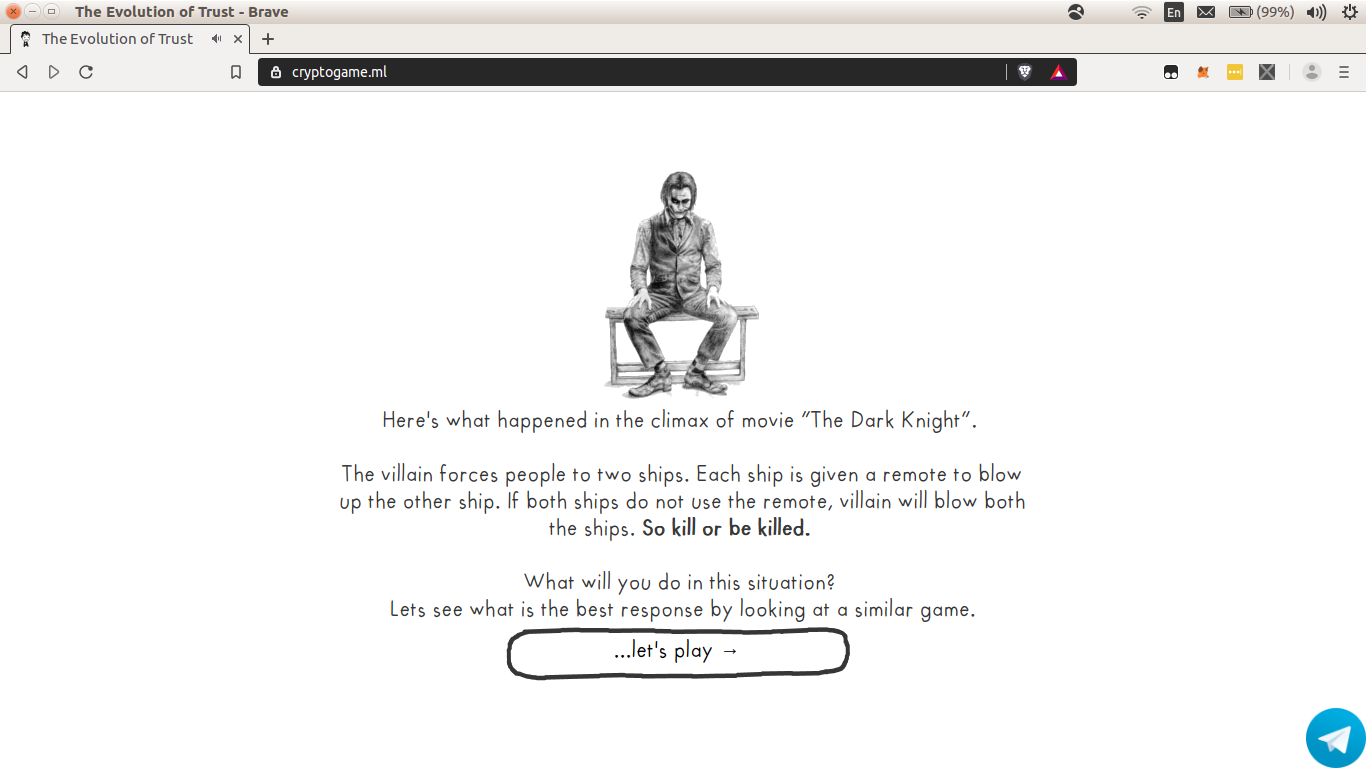 The Evolution of Trust - Brave
En
(99%)
The Evolution of Trust
cryptogame.ml
Here's what happened in the climax of movie "The Dark Knight".
The villain forces people to two ships. Each ship is given a remote to blow
up the other ship. If both ships do not use the remote, villain will blow both
the ships. So kill or be killed.
What will you do in this situation?
Lets see what is the best response by looking at a similar game.
...let's play →